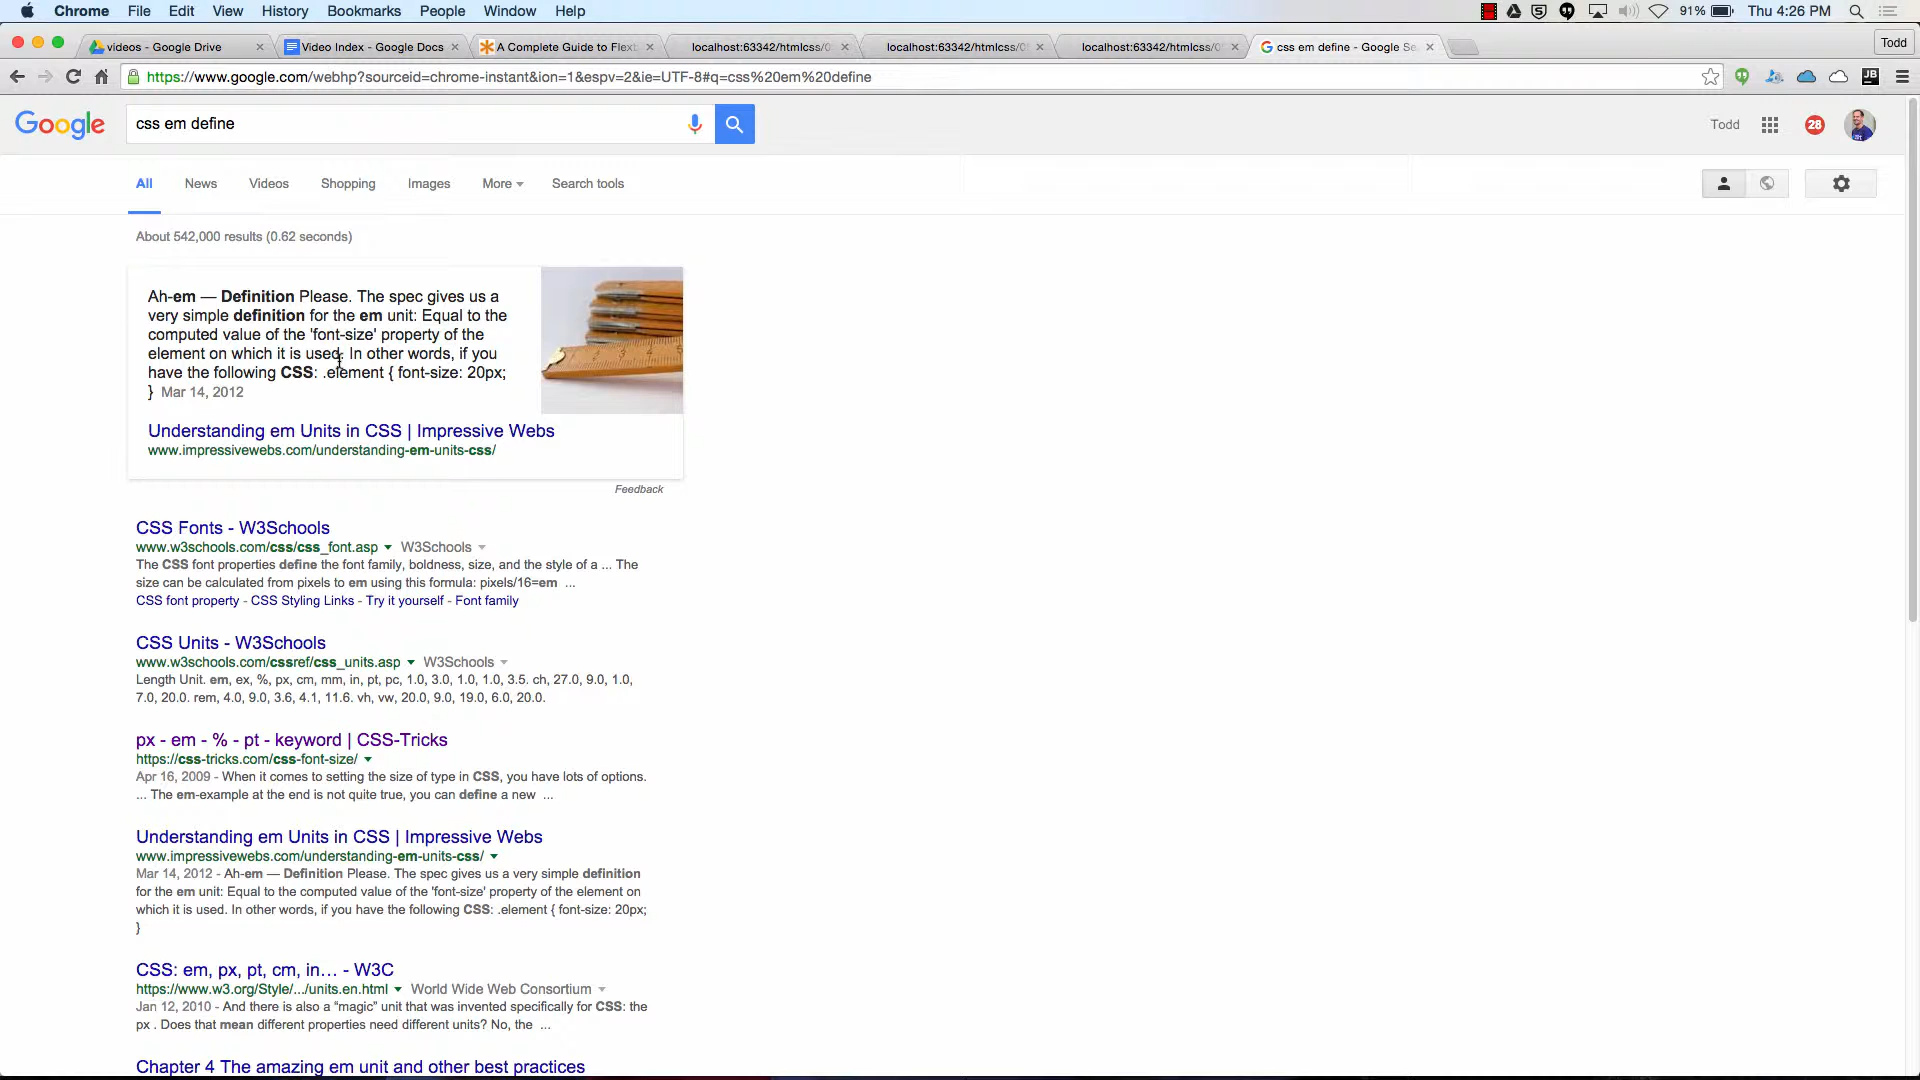 Chrome File Edit View History Bookmarks People Window Help 91% Thu 4:26 PM
videos - Google Drive Video Index - Google Docs A Complete Guide to Flex localhost:63342/htmlcss/0 localhost:63342/htmlcss/0 localhost:63342/htmlcss/0 css em define - Google Se Todd
https://www.google.com/webhp?sourceid=chrome-instant&ion=1&espv=2&ie=UTF-8#q=css%20em%20define JB
Google css em define Todd 28
All News Videos Shopping Images More Search tools
About 542,000 results (0.62 seconds)
Ah-em — Definition Please. The spec gives us a
very simple definition for the em unit: Equal to the
computed value of the 'font-size' property of the
element on which it is used. In other words, if you
have the following CSS: .element { font-size: 20px;
} Mar 14, 2012
Understanding em Units in CSS | Impressive Webs
www.impressivewebs.com/understanding-em-units-css/
Feedback
CSS Fonts - W3Schools
www.w3schools.com/css/css_font.asp W3Schools
The CSS font properties define the font family, boldness, size, and the style of a ... The
size can be calculated from pixels to em using this formula: pixels/16=em ...
CSS font property - CSS Styling Links - Try it yourself - Font family
CSS Units - W3Schools
www.w3schools.com/cssref/css_units.asp W3Schools
Length Unit. em, ex, %, px, cm, mm, in, pt, pc, 1.0, 3.0, 1.0, 1.0, 3.5. ch, 27.0, 9.0, 1.0,
7.0, 20.0. rem, 4.0, 9.0, 3.6, 4.1, 11.6. vh, vw, 20.0, 9.0, 19.0, 6.0, 20.0.
px - em - % - pt - keyword | CSS-Tricks
https://css-tricks.com/css-font-size/
Apr 16, 2009 - When it comes to setting the size of type in CSS, you have lots of options.
... The em-example at the end is not quite true, you can define a new ...
Understanding em Units in CSS | Impressive Webs
www.impressivewebs.com/understanding-em-units-css/
Mar 14, 2012 - Ah-em — Definition Please. The spec gives us a very simple definition
for the em unit: Equal to the computed value of the 'font-size' property of the element on
which it is used. In other words, if you have the following CSS: .element { font-size: 20px;
}
CSS: em, px, pt, cm, in… - W3C
https://www.w3.org/Style/.../units.en.html World Wide Web Consortium
Jan 12, 2010 - And there is also a “magic” unit that was invented specifically for CSS: the
px . Does that mean different properties need different units? No, the ...
Chapter 4 The amazing em unit and other best practices